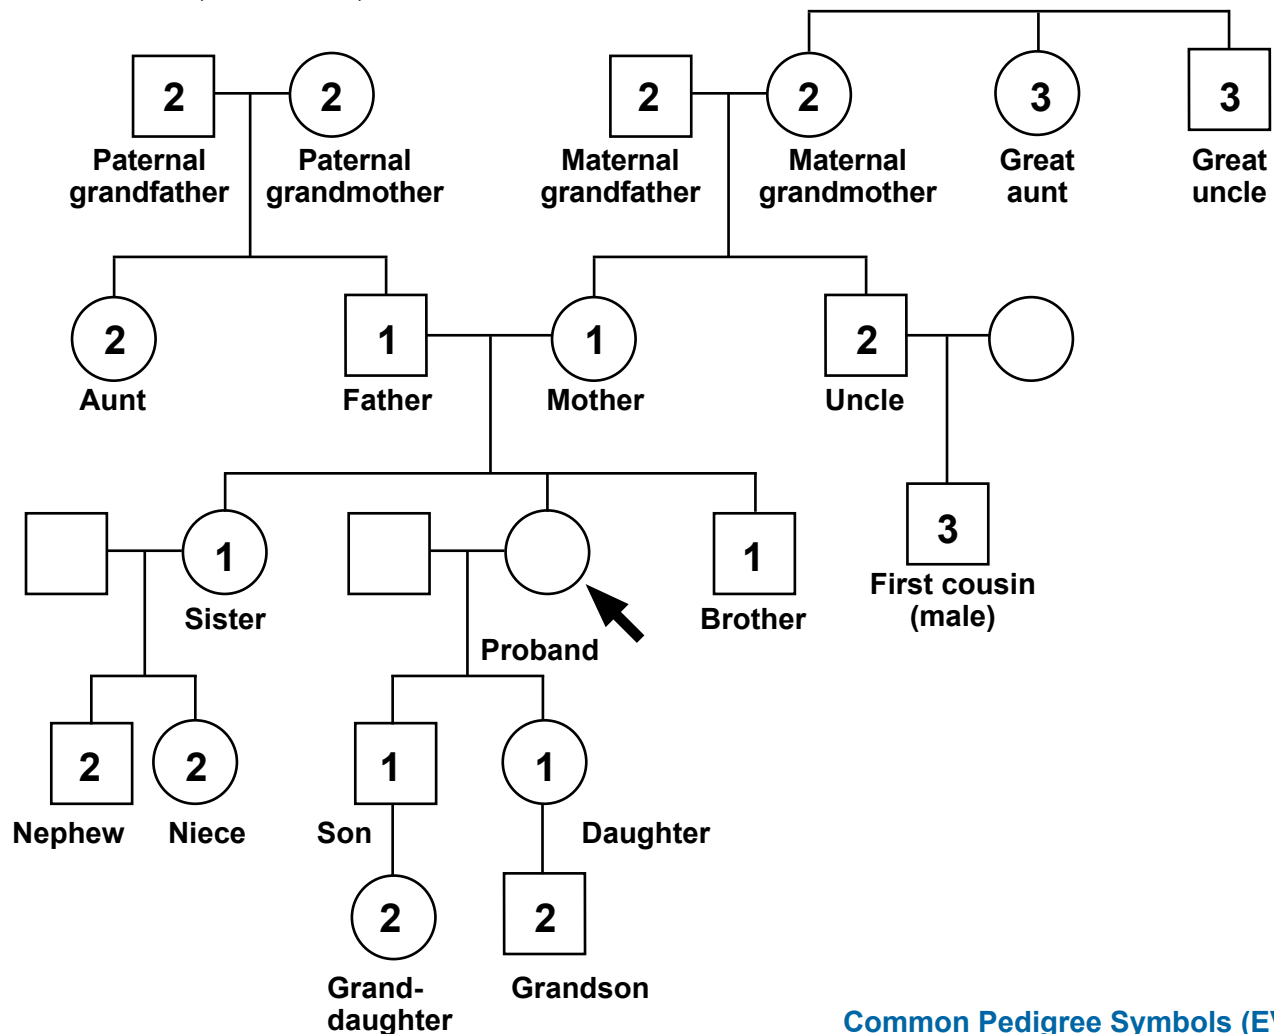 2
2
2
2
3
3
Paternal
grandfather
Paternal
grandmother
Maternal
grandfather
Maternal
grandmother
Great
aunt
Great
uncle
2
1
1
2
Aunt
Father
Mother
Uncle
1
1
3
Sister
Proband
Brother
First cousin
(male)
2
2
1
1
Nephew
Niece
Son
Daughter
2
2
Grand-
daughter
Grandson
Common Pedigree Symbols (EV